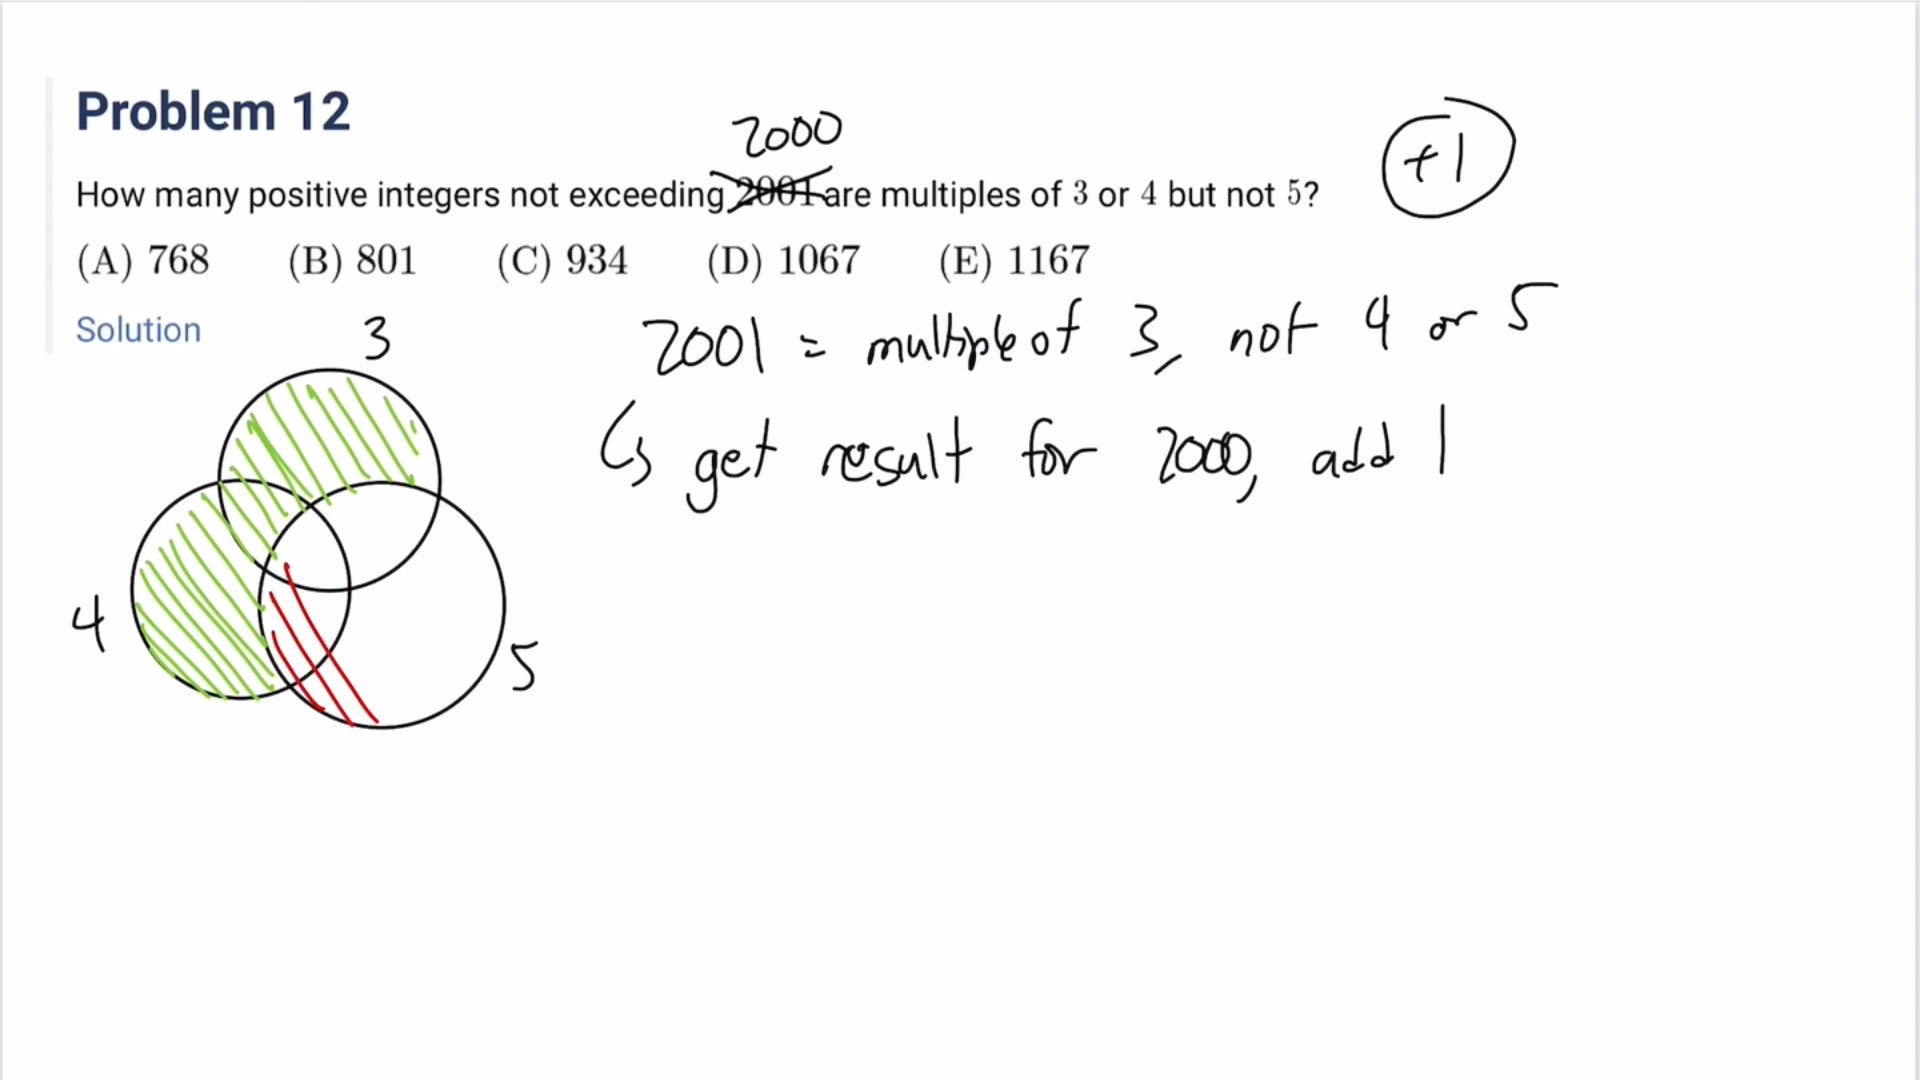 Problem 12
2000
How many positive integers not exceeding 2001 are multiples of 3 or 4 but not 5?
+1
(A) 768 (B) 801 (C) 934 (D) 1067 (E) 1167
Solution
3
2001 = multiple of 3, not 4 or 5
↳ get result for 2000, add 1
4
5